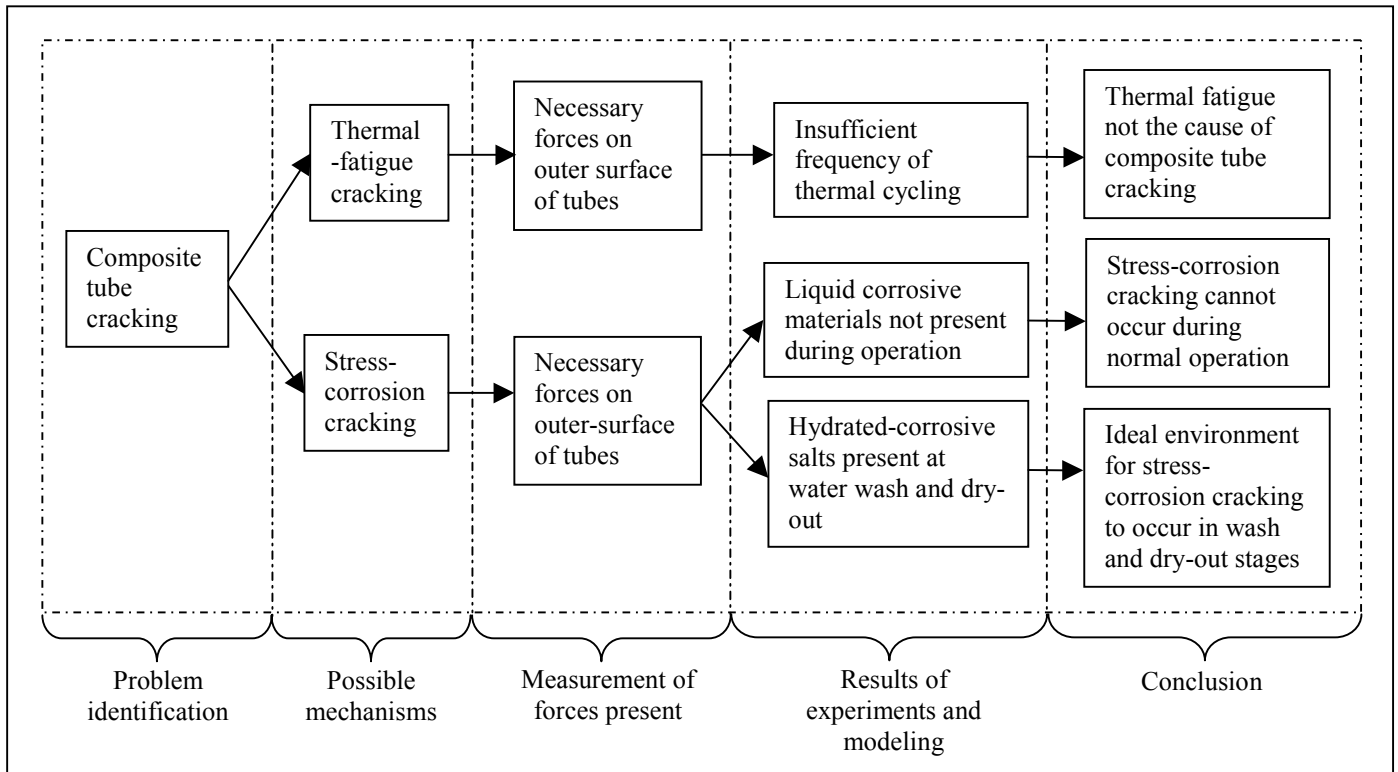 Composite
tube
cracking
Thermal
-fatigue
cracking
Stress-
corrosion
cracking
Necessary
forces on
outer surface
of tubes
Necessary
forces on
outer-surface
of tubes
Insufficient
frequency of
thermal cycling
Liquid corrosive
materials not present
during operation
Hydrated-corrosive
salts present at
water wash and dry-
out
Thermal fatigue
not the cause of
composite tube
cracking
Stress-corrosion
cracking cannot
occur during
normal operation
Ideal environment
for stress-
corrosion cracking
to occur in wash
and dry-out stages
Problem
identification
Possible
mechanisms
Measurement of
forces present
Results of
experiments and
modeling
Conclusion